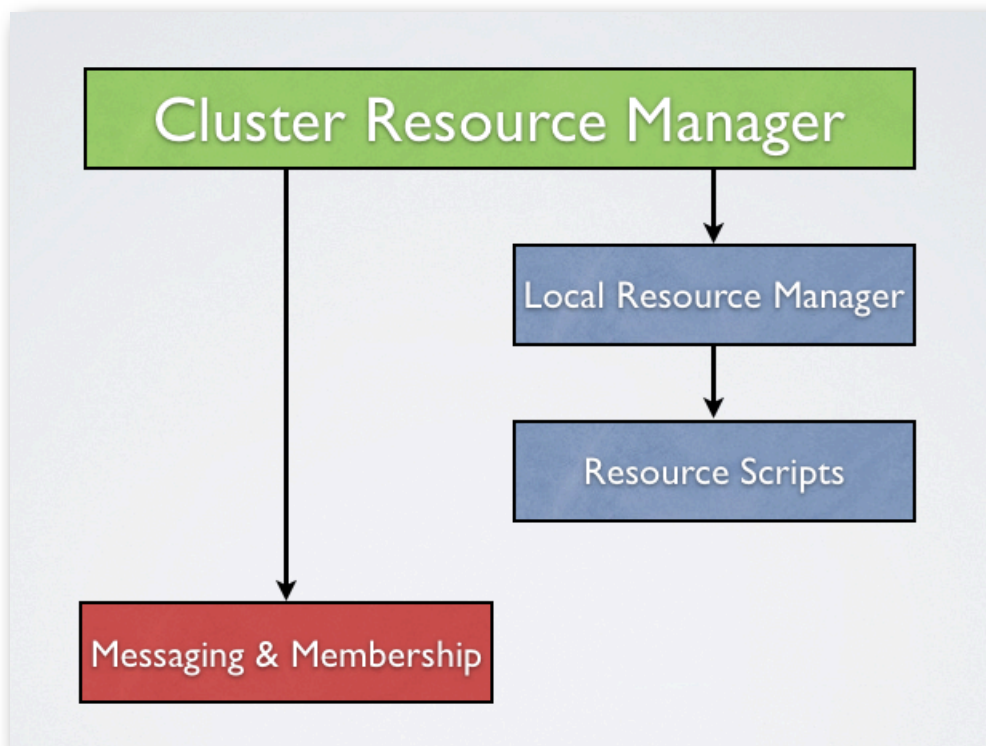 Cluster Resource Manager
Local Resource Manager
Resource Scripts
Messaging & Membership